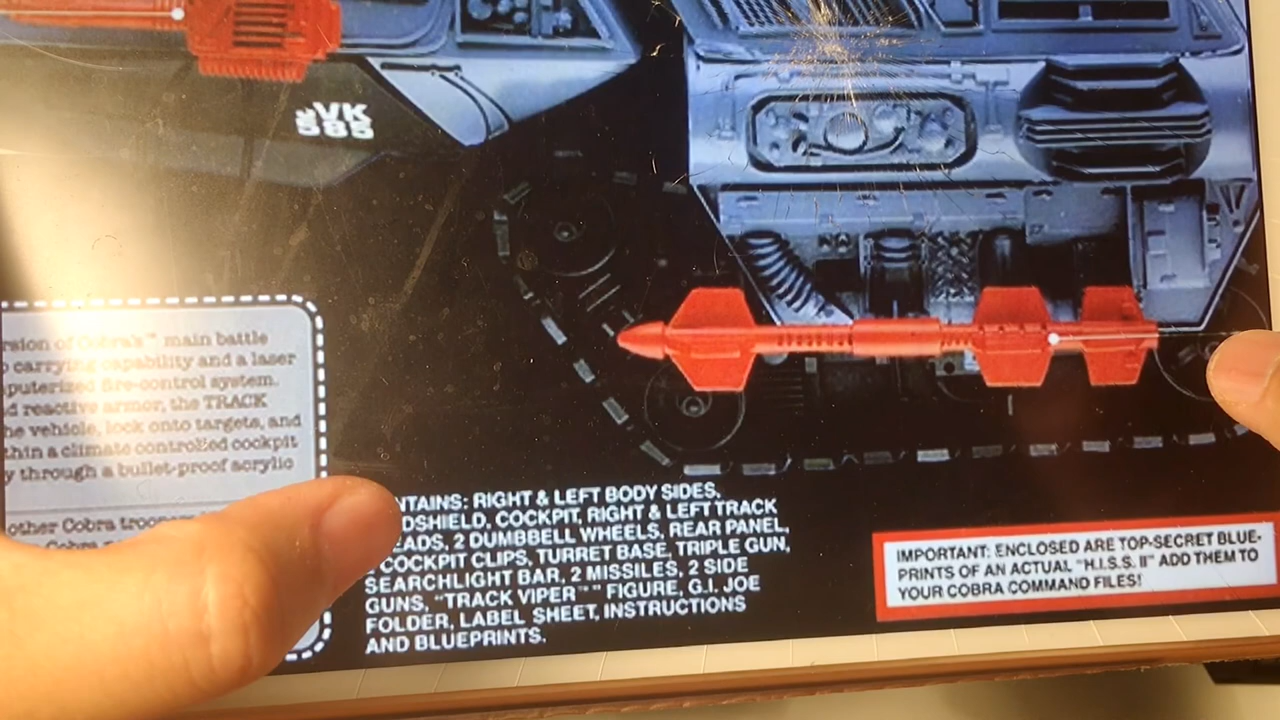 VK
585
rsion of Cobra's™ main battle
carrying capability and a laser
puterized fire-control system.
d reactive armor, the TRACK
he vehicle, lock onto targets, and
thin a climate controlled cockpit
y through a bullet-proof acrylic
other Cobra
NTAINS: RIGHT & LEFT BODY SIDES,
DSHIELD, COCKPIT, RIGHT & LEFT TRACK
EADS, 2 DUMBBELL WHEELS, REAR PANEL,
COCKPIT CLIPS, TURRET BASE, TRIPLE GUN,
SEARCHLIGHT BAR, 2 MISSILES, 2 SIDE
GUNS, "TRACK VIPER™" FIGURE, G.I. JOE
FOLDER, LABEL SHEET, INSTRUCTIONS
AND BLUEPRINTS.
IMPORTANT: ENCLOSED ARE TOP-SECRET BLUE-
PRINTS OF AN ACTUAL "H.I.S.S. II" ADD THEM TO
YOUR COBRA COMMAND FILES!